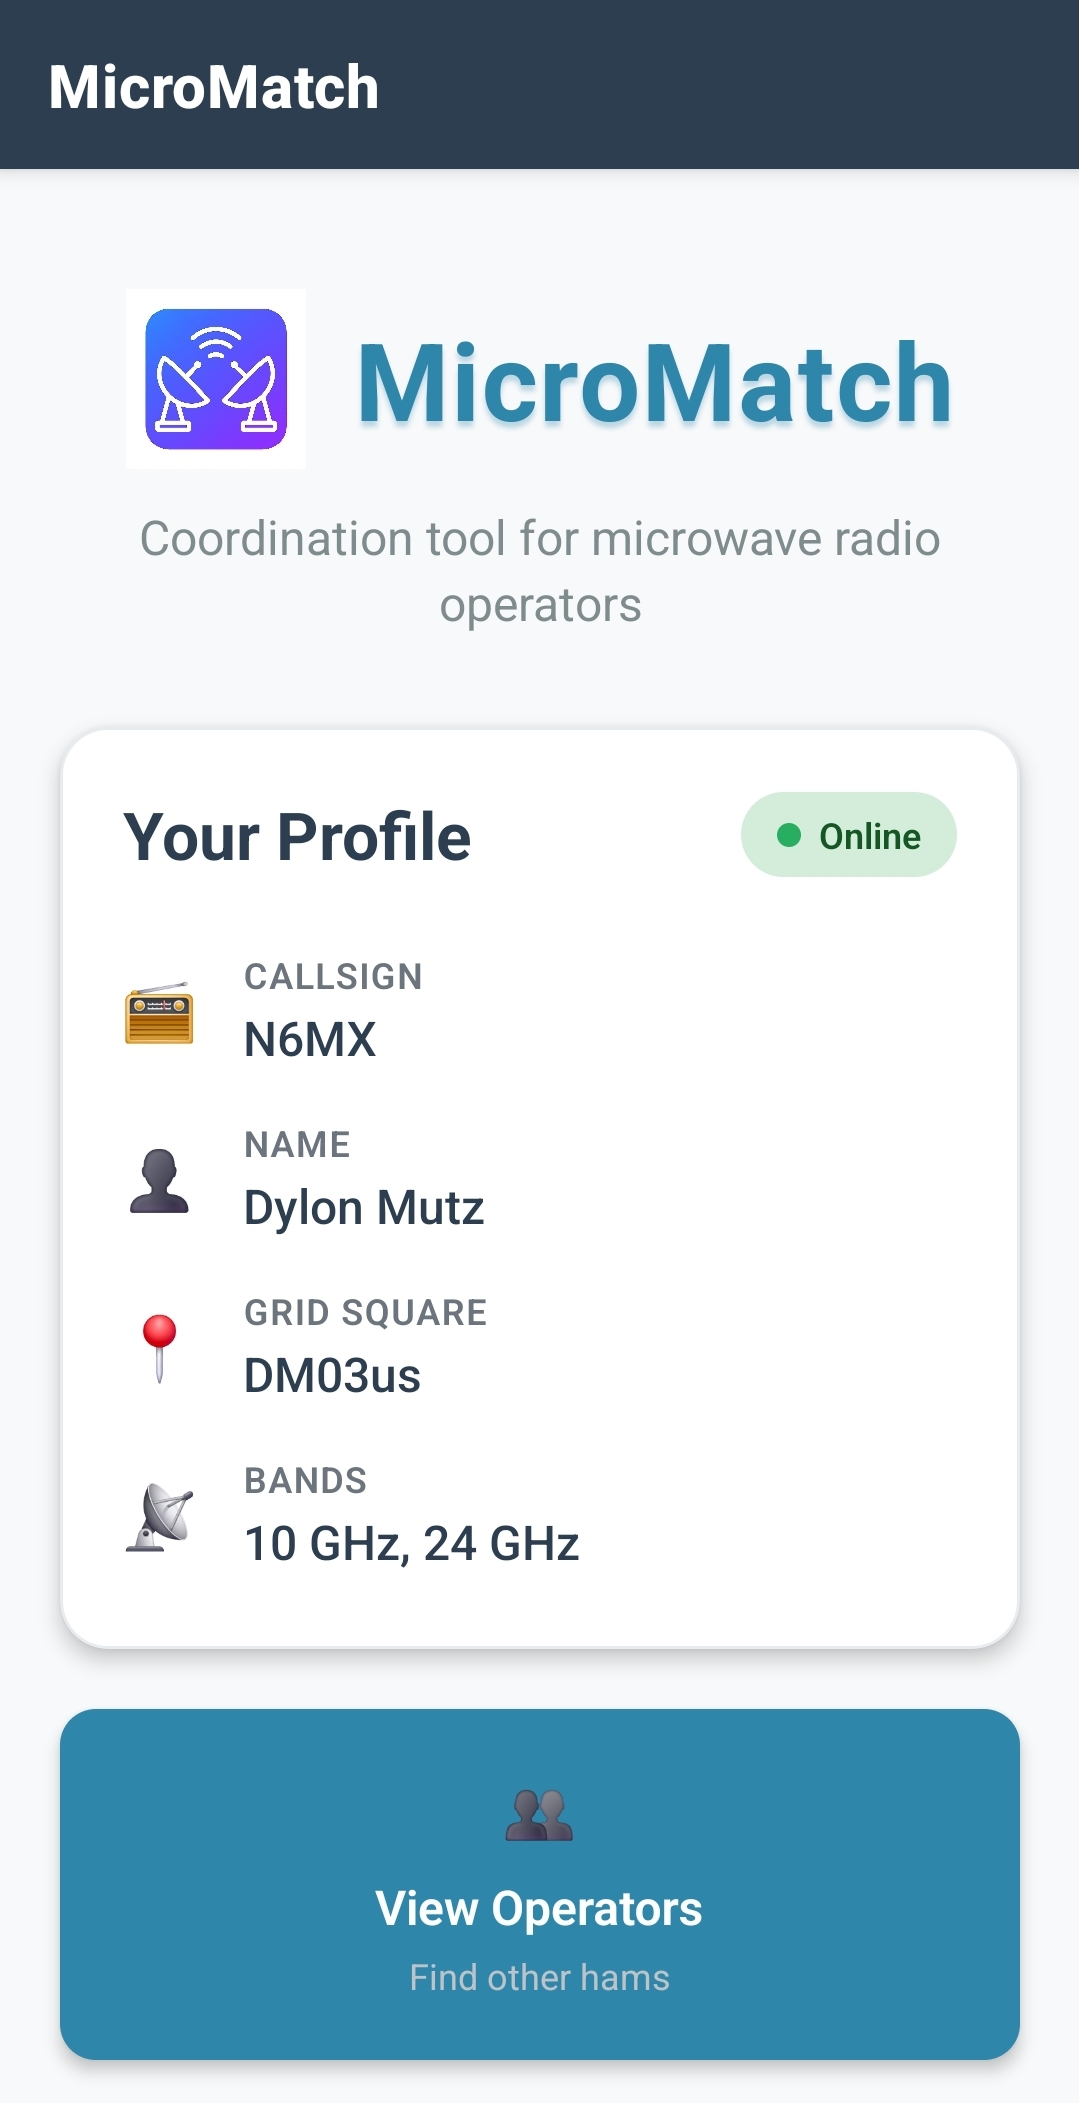 MicroMatch
MicroMatch
Coordination tool for microwave radio
operators
Your Profile
Online
CALLSIGN
N6MX
NAME
Dylon Mutz
GRID SQUARE
DM03us
BANDS
10 GHz, 24 GHz
View Operators
Find other hams